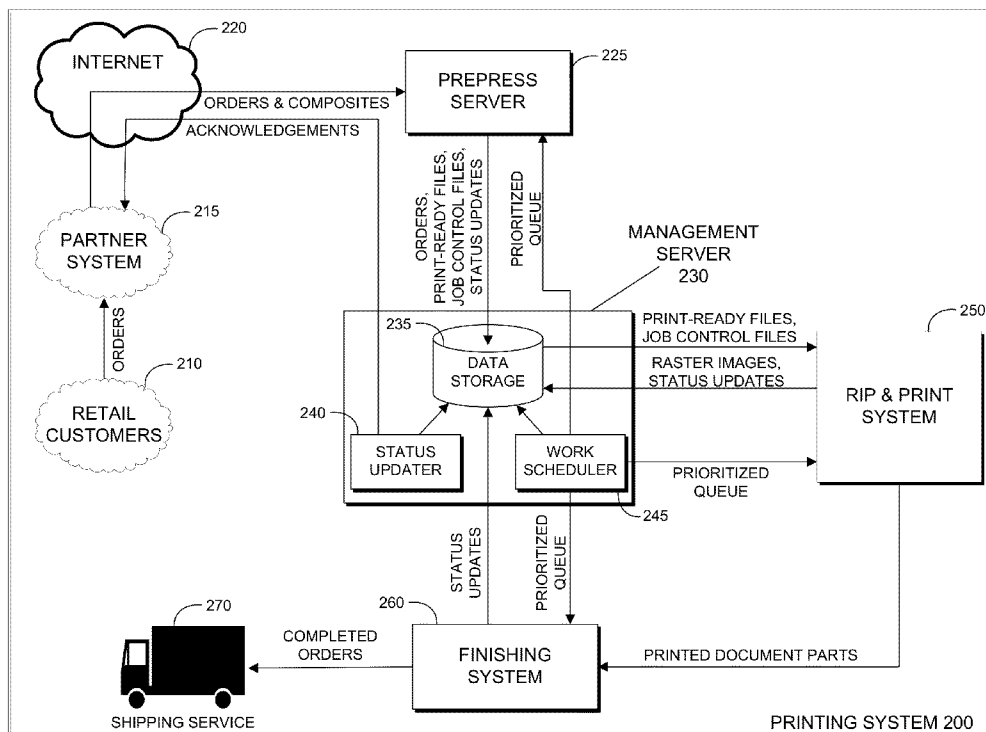 220
INTERNET
225
PREPRESS
SERVER
ORDERS & COMPOSITES
ACKNOWLEDGEMENTS
ORDERS,
PRINT-READY FILES,
JOB CONTROL FILES,
STATUS UPDATES
PRIORITIZED
QUEUE
215
PARTNER
SYSTEM
MANAGEMENT
SERVER
230
ORDERS
210
RETAIL
CUSTOMERS
235
DATA
STORAGE
PRINT-READY FILES,
JOB CONTROL FILES
RASTER IMAGES,
STATUS UPDATES
250
RIP & PRINT
SYSTEM
240
STATUS
UPDATER
WORK
SCHEDULER
245
PRIORITIZED
QUEUE
STATUS
UPDATES
PRIORITIZED
QUEUE
270
COMPLETED
ORDERS
260
FINISHING
SYSTEM
PRINTED DOCUMENT PARTS
SHIPPING SERVICE
PRINTING SYSTEM 200